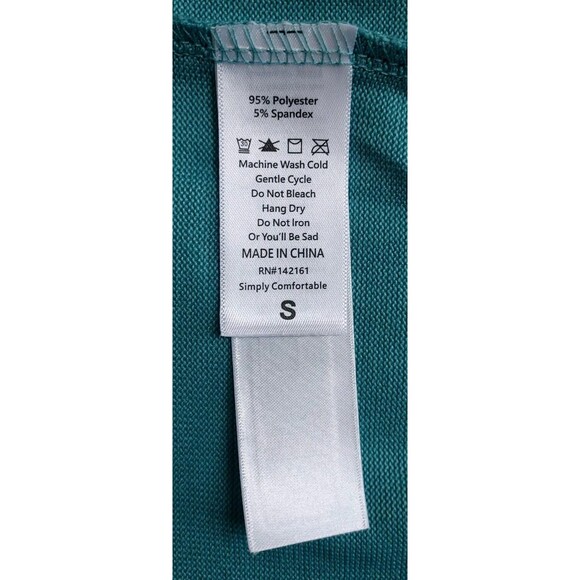 95% Polyester
5% Spandex
30
Machine Wash Cold
Gentle Cycle
Do Not Bleach
Hang Dry
Do Not Iron
Or You'll Be Sad
MADE IN CHINA
RN#142161
Simply Comfortable
S